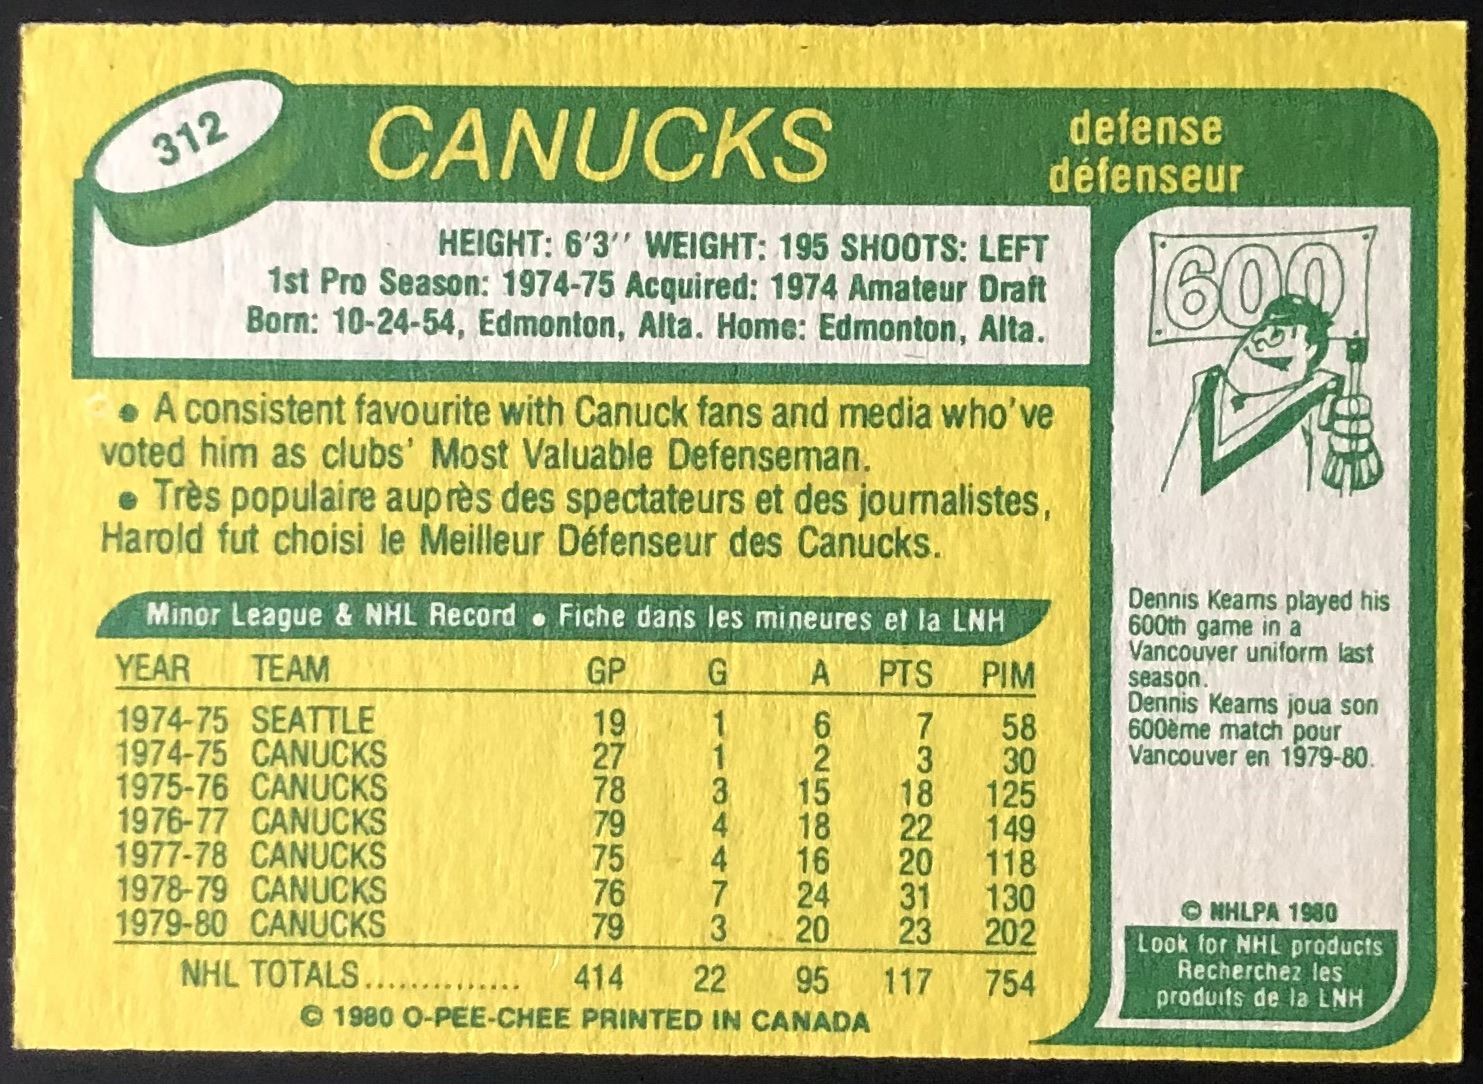 312
CANUCKS
defense
défenseur
HEIGHT: 6'3'' WEIGHT: 195 SHOOTS: LEFT
1st Pro Season: 1974-75 Acquired: 1974 Amateur Draft
Born: 10-24-54, Edmonton, Alta. Home: Edmonton, Alta.
• A consistent favourite with Canuck fans and media who've
voted him as clubs' Most Valuable Defenseman.
• Très populaire auprès des spectateurs et des journalistes,
Harold fut choisi le Meilleur Défenseur des Canucks.
Minor League & NHL Record • Fiche dans les mineures et la LNH
YEAR TEAM GP G A PTS PIM
1974-75 SEATTLE 19 1 6 7 58
1974-75 CANUCKS 27 1 2 3 30
1975-76 CANUCKS 78 3 15 18 125
1976-77 CANUCKS 79 4 18 22 149
1977-78 CANUCKS 75 4 16 20 118
1978-79 CANUCKS 76 7 24 31 130
1979-80 CANUCKS 79 3 20 23 202
NHL TOTALS.............. 414 22 95 117 754
© 1980 O-PEE-CHEE PRINTED IN CANADA
600
Dennis Kearns played his
600th game in a
Vancouver uniform last
season.
Dennis Kearns joua son
600ème match pour
Vancouver en 1979-80.
© NHLPA 1980
Look for NHL products
Recherchez les
produits de la LNH